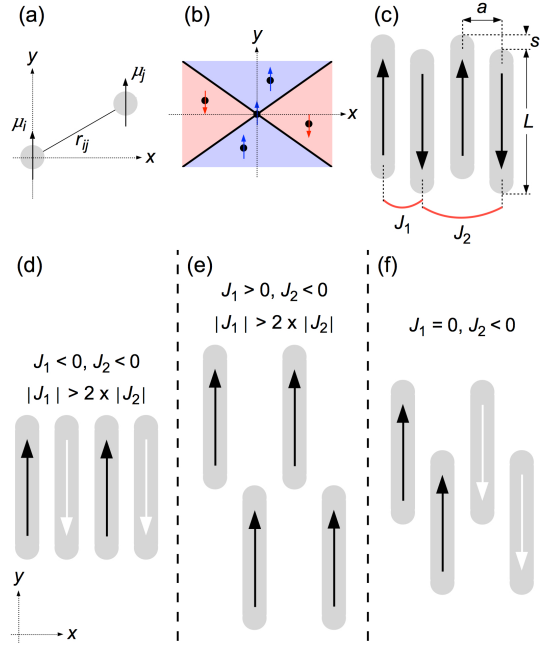 (a)
y
μj
μi
rij
x
(b)
y
x
(c)
a
s
L
J1
J2
(d)
J1 < 0, J2 < 0
| J1 | > 2 x | J2 |
y
x
(e)
J1 > 0, J2 < 0
| J1 | > 2 x | J2 |
(f)
J1 = 0, J2 < 0